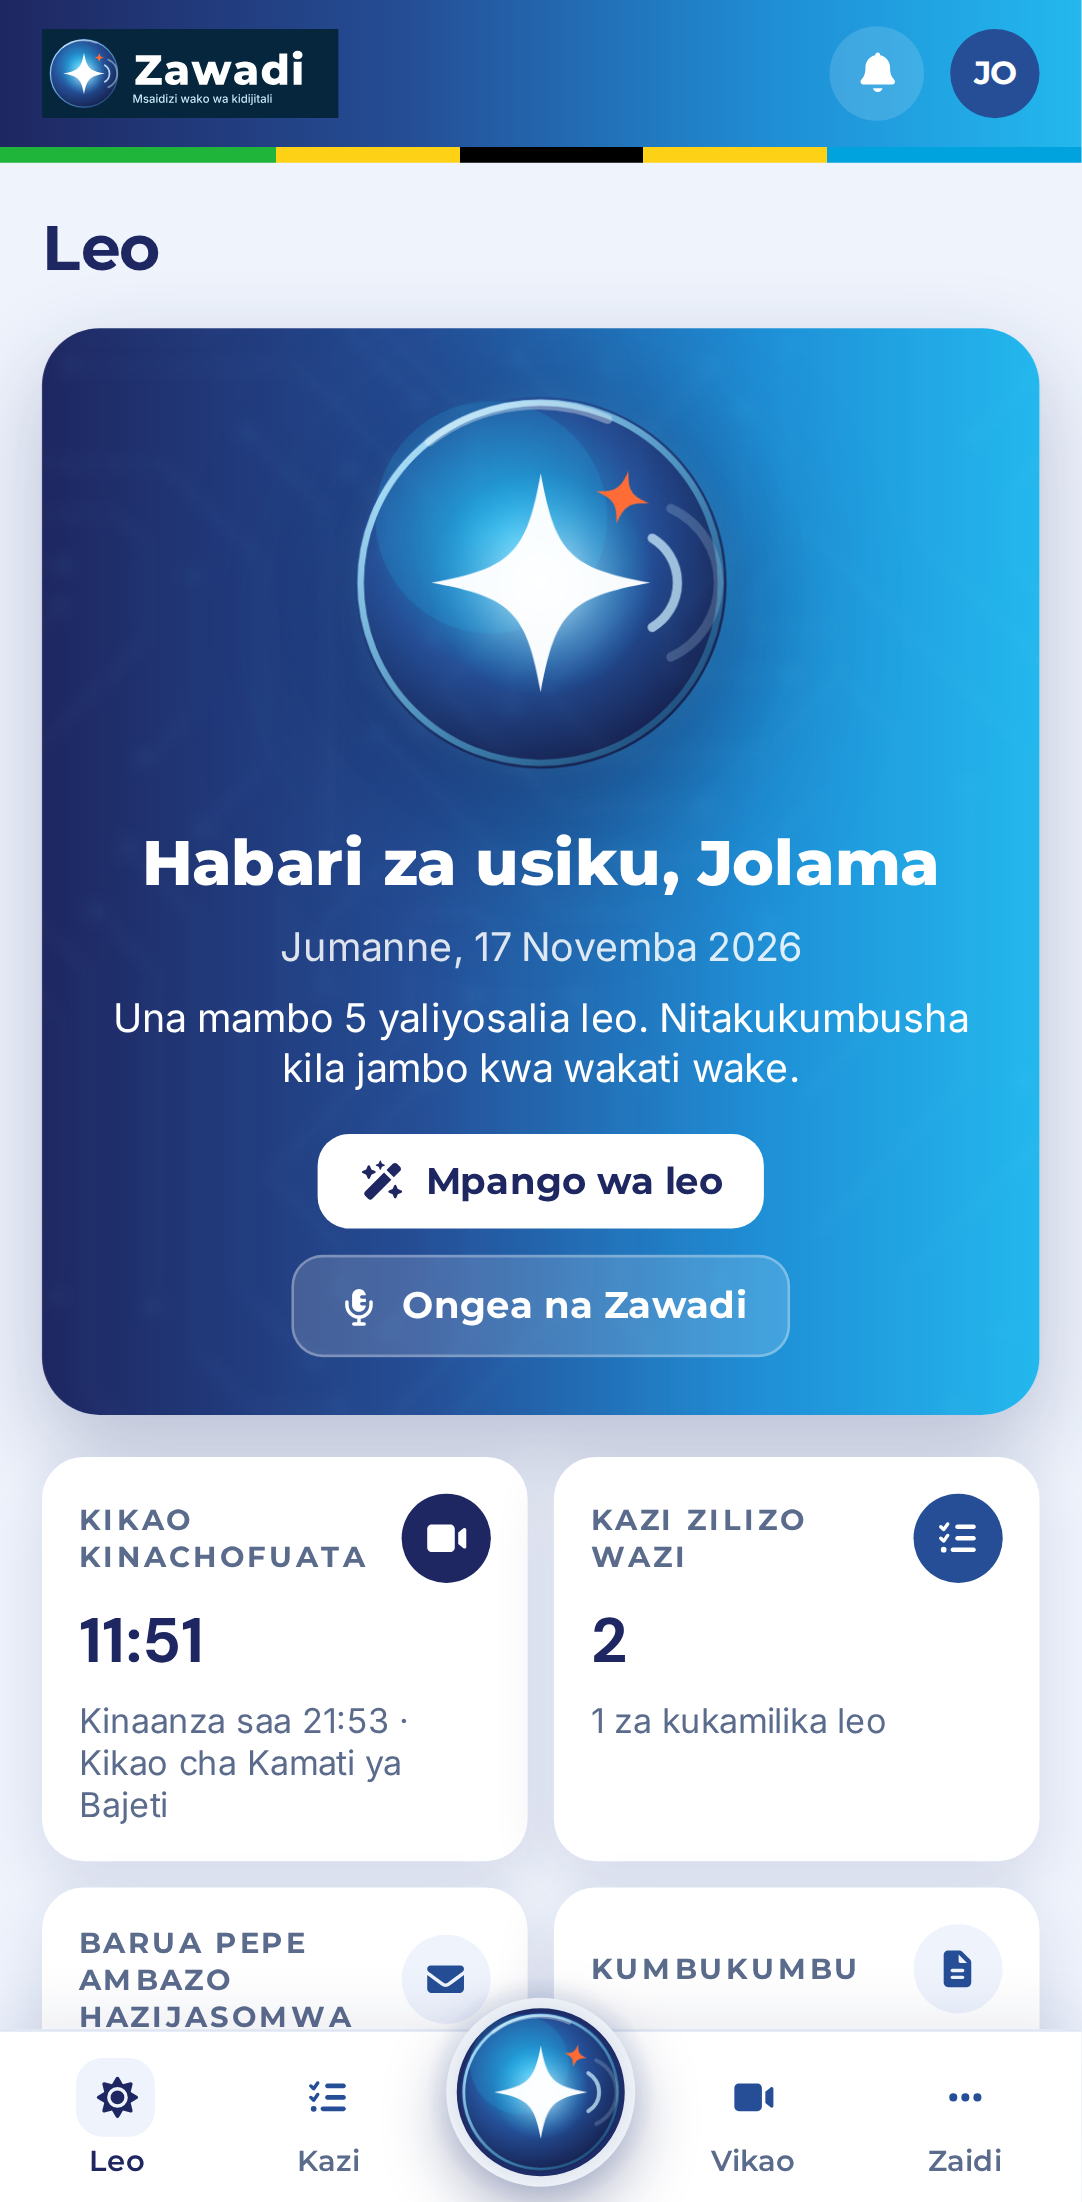 Zawadi
Msaidizi wako wa kidijitali
JO
Leo
Habari za usiku, Jolama
Jumanne, 17 Novemba 2026
Una mambo 5 yaliyosalia leo. Nitakukumbusha
kila jambo kwa wakati wake.
Mpango wa leo
Ongea na Zawadi
KIKAO
KINACHOFUATA
11:51
Kinaanza saa 21:53 ·
Kikao cha Kamati ya
Bajeti
KAZI ZILIZO
WAZI
2
1 za kukamilika leo
BARUA PEPE
AMBAZO
HAZIJASOMWA
KUMBUKUMBU
Leo
Kazi
Vikao
Zaidi